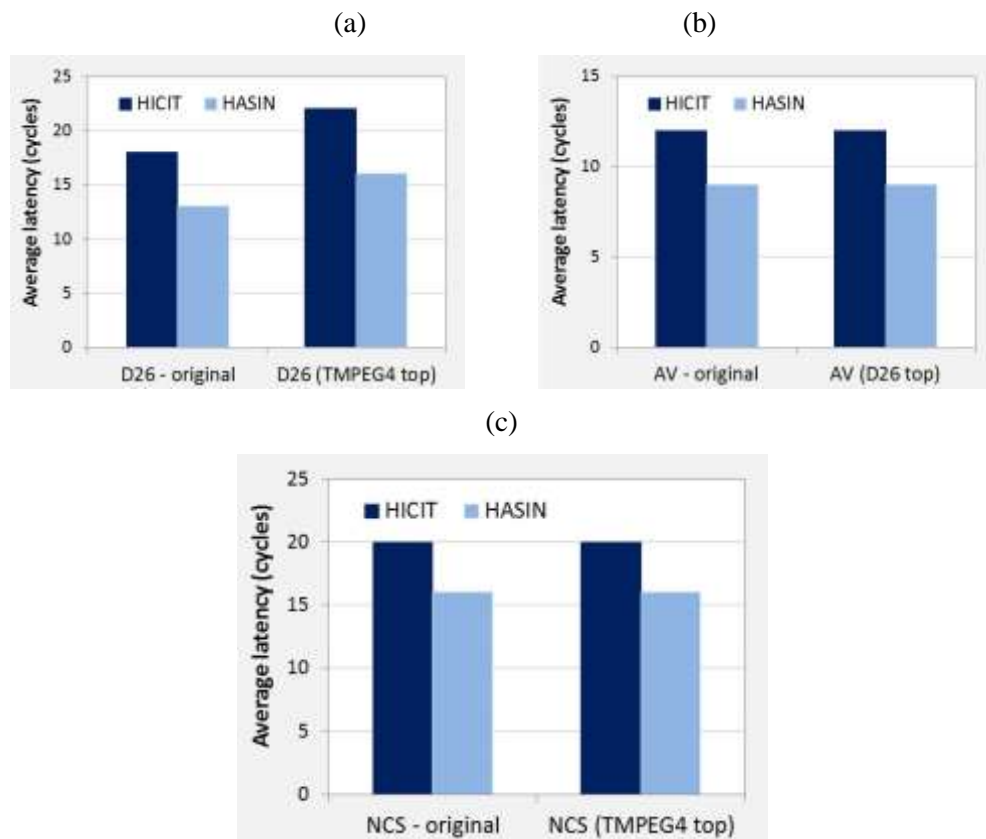 (a)
(b)
Average latency (cycles)
25
20
15
10
5
0
HICIT
HASIN
D26 - original
D26 (TMPEG4 top)
Average latency (cycles)
15
10
5
0
HICIT
HASIN
AV - original
AV (D26 top)
(c)
Average latency (cycles)
25
20
15
10
5
0
HICIT
HASIN
NCS - original
NCS (TMPEG4 top)